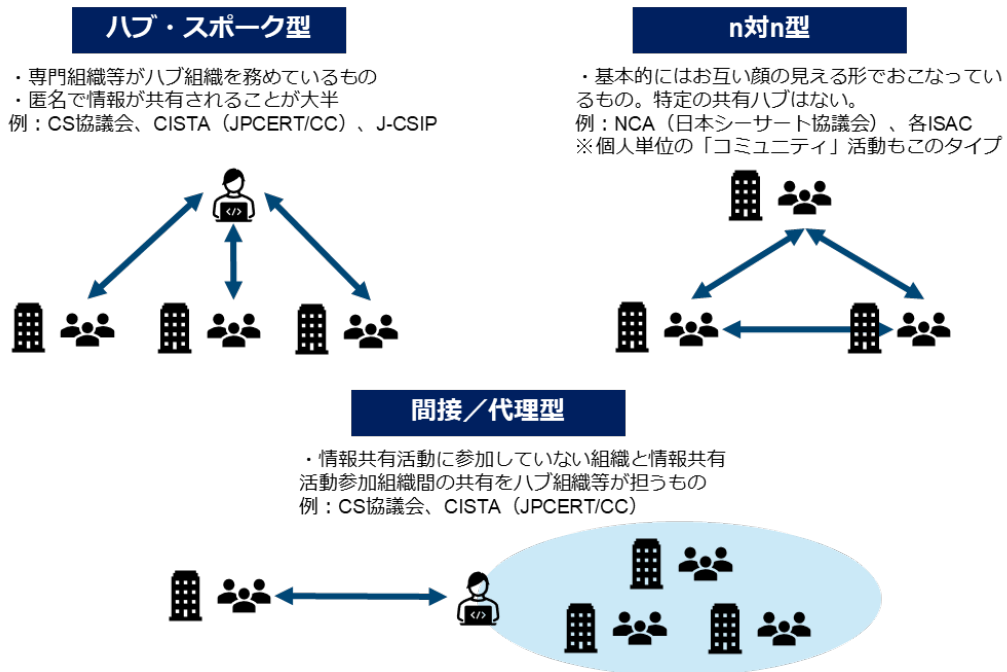 ハブ・スポーク型
・専門組織等がハブ組織を務めているもの
・匿名で情報が共有されることが大半
例：CS協議会、CISTA（JPCERT/CC）、J-CSIP
n対n型
・基本的にはお互い顔の見える形でおこなってい
るもの。特定の共有ハブはない。
例：NCA（日本シーサート協議会）、各ISAC
※個人単位の「コミュニティ」活動もこのタイプ
間接／代理型
・情報共有活動に参加していない組織と情報共有
活動参加組織間の共有をハブ組織等が担うもの
例：CS協議会、CISTA（JPCERT/CC）